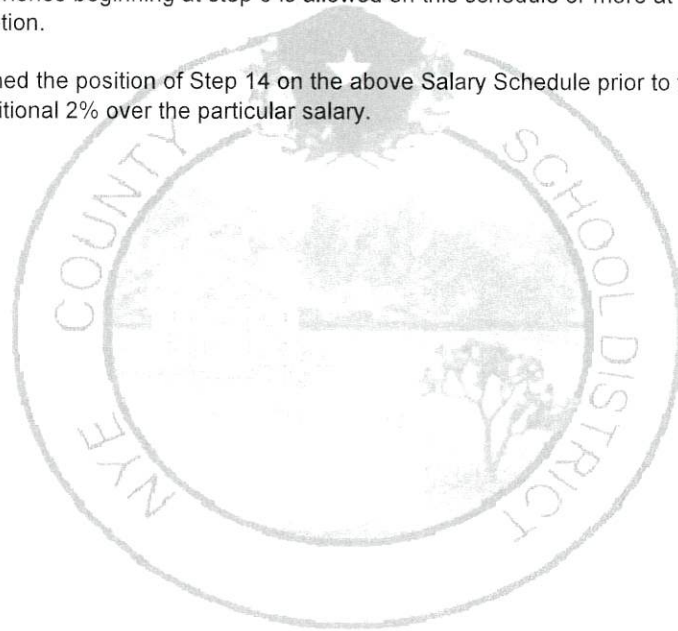 beginning at step 6 is allowed on this schedule or more at
tion.
ned the position of Step 14 on the above Salary Schedule prior to
itional 2% over the particular salary.
NYE COUNTY SCHOOL DISTRICT